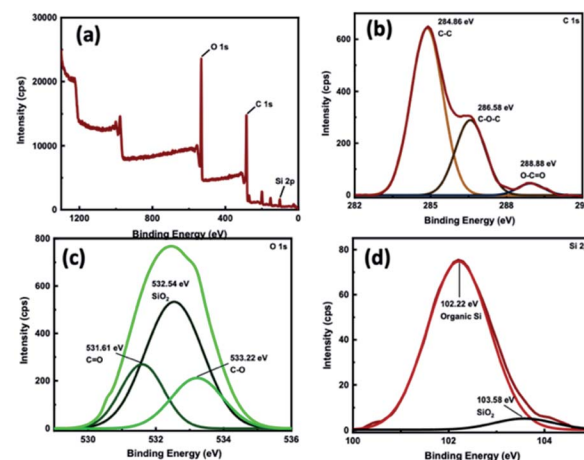 (a)
O 1s
C 1s
Si 2p
30000
20000
10000
0
Intensity (cps)
1200
800
400
0
Binding Energy (eV)
(b)
C 1s
284.86 eV
C-C
286.58 eV
C-O-C
288.88 eV
O-C=O
600
300
0
Intensity (cps)
282
285
288
29
Binding Energy (eV)
(c)
O 1s
532.54 eV
SiO₂
531.61 eV
C=O
533.22 eV
C-O
800
600
400
200
0
Intensity (cps)
530
532
534
536
Binding Energy (eV)
(d)
Si 2
102.22 eV
Organic Si
103.58 eV
SiO₂
80
60
40
20
0
Intensity (cps)
100
102
104
Binding Energy (eV)